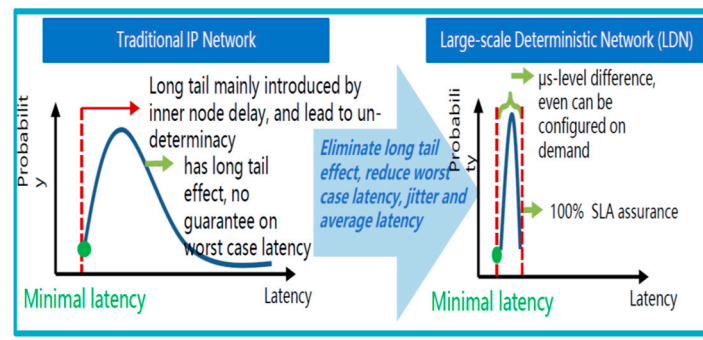 Traditional IP Network
Large-scale Deterministic Network (LDN)
Probabilit
y
Long tail mainly introduced by
inner node delay, and lead to un-
determinacy
has long tail
effect, no
guarantee on
worst case latency
Minimal latency
Latency
Eliminate long tail
effect, reduce worst
case latency, jitter and
average latency
Probabili
ty
μs-level difference,
even can be
configured on
demand
100% SLA assurance
Minimal latency
Latency